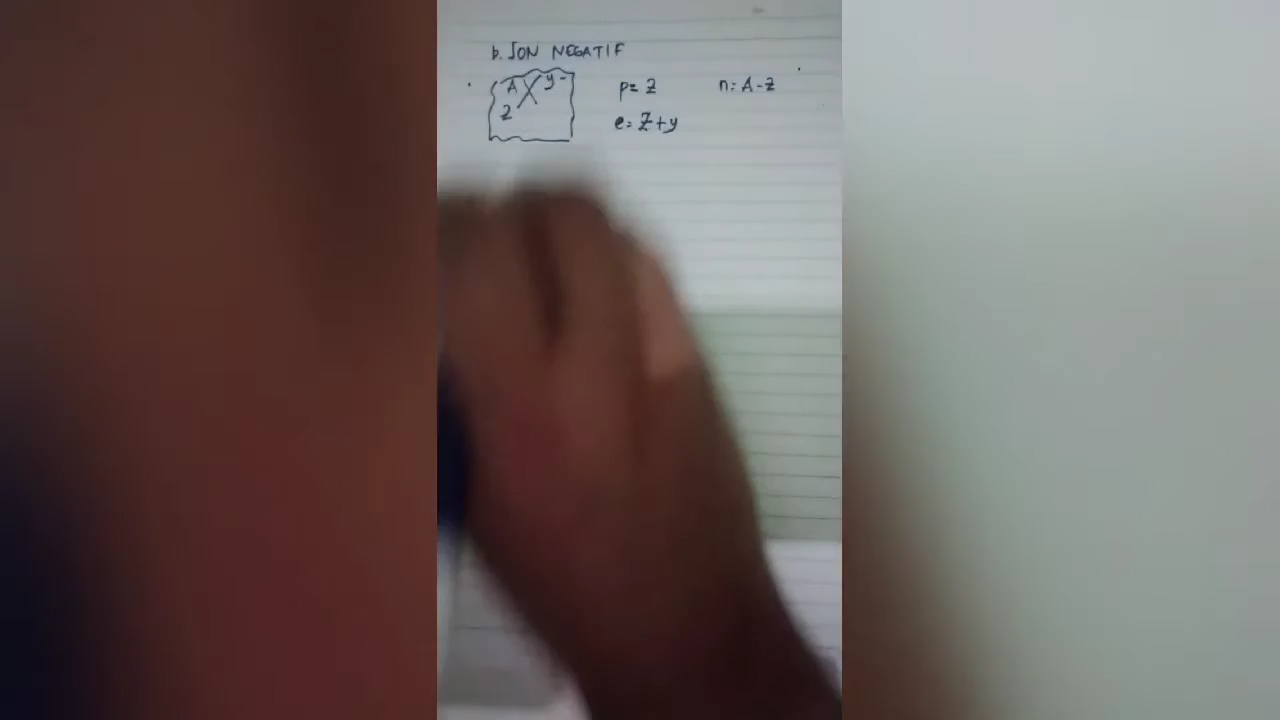 b. ION NEGATIF
A X y- p= Z n= A-Z
Z e= Z+y